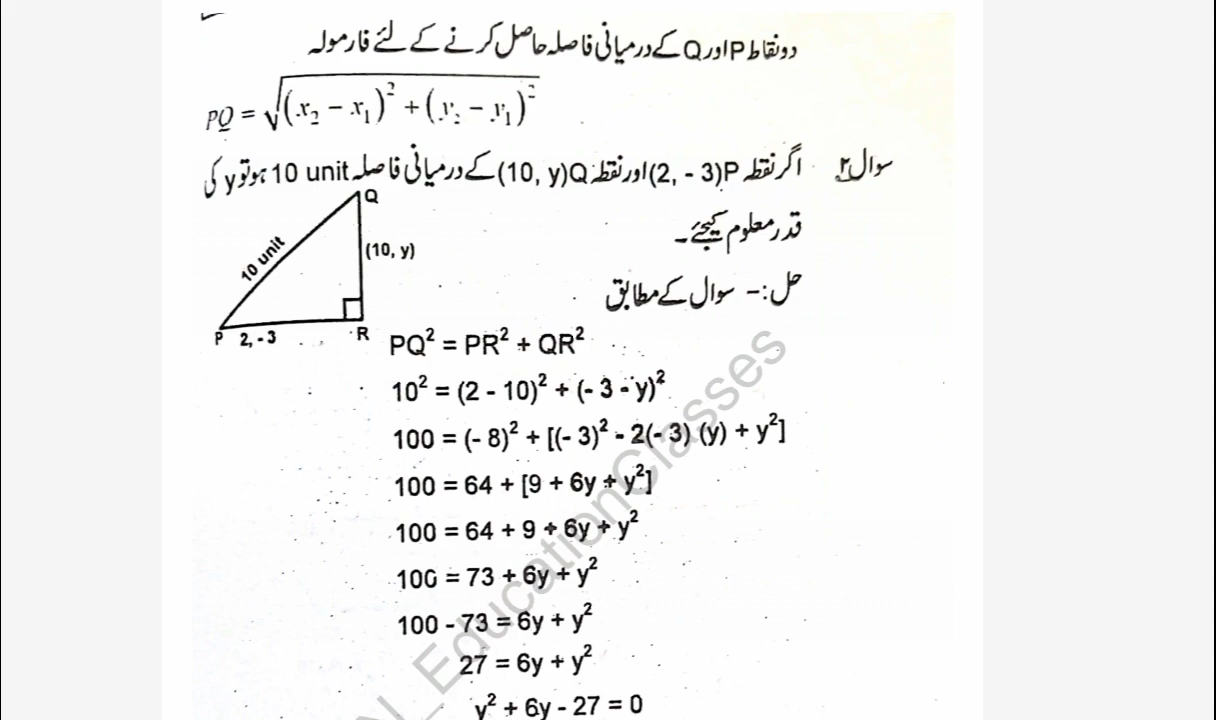 دو نقاط P اور Q کے درمیانی فاصلہ حاصل کرنے کے لئے فارمولہ
PQ = √(x₂ − x₁)² + (y₂ − y₁)²
سوال ۲ اگر نقطہ P(2, - 3) اور نقطہ Q(10, y) کے درمیانی فاصلہ 10 unit ہو تو y کی
قدر معلوم کیجئے۔
Q
10 unit
(10, y)
P 2, -3
R
حل :- سوال کے مطابق
PQ² = PR² + QR²
10² = (2 - 10)² + (- 3 - y)²
100 = (- 8)² + [(- 3)² - 2(- 3) (y) + y²]
100 = 64 + [9 + 6y + y²]
100 = 64 + 9 + 6y + y²
100 = 73 + 6y + y²
100 - 73 = 6y + y²
27 = 6y + y²
y² + 6y - 27 = 0
EducationClasses